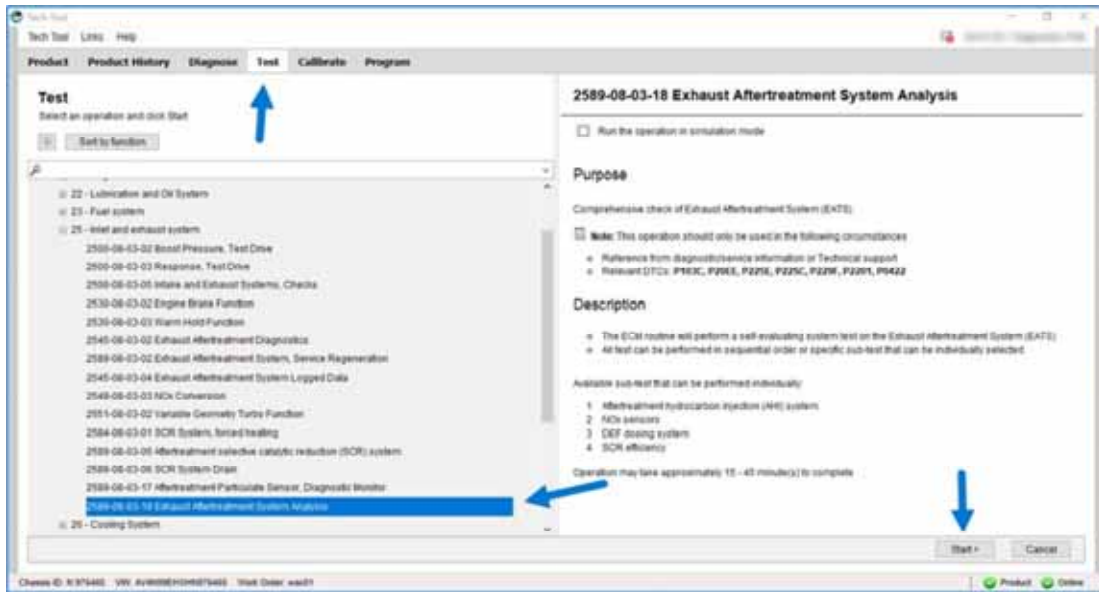 Tech Tool
Tech Tool Links Help
Product Product History Diagnose Test Calibrate Program
Test
Select an operation and click Start
Sort by function
22 - Lubrication and Oil System
23 - Fuel system
25 - Inlet and exhaust system
2500-08-03-02 Boost Pressure, Test Drive
2500-08-03-03 Response, Test Drive
2500-08-03-05 Intake and Exhaust Systems, Checks
2530-08-03-02 Engine Brake Function
2530-08-03-03 Warm Hold Function
2545-08-03-02 Exhaust Aftertreatment Diagnostics
2589-08-03-02 Exhaust Aftertreatment System, Service Regeneration
2545-08-03-04 Exhaust Aftertreatment System Logged Data
2549-08-03-03 NOx Conversion
2551-08-03-02 Variable Geometry Turbo Function
2584-08-03-01 SCR System, forced heating
2589-08-03-05 Aftertreatment selective catalytic reduction (SCR) system
2589-08-03-06 SCR System Drain
2589-08-03-17 Aftertreatment Particulate Sensor, Diagnostic Monitor
2589-08-03-18 Exhaust Aftertreatment System Analysis
26 - Cooling System
2589-08-03-18 Exhaust Aftertreatment System Analysis
Run the operation in simulation mode
Purpose
Comprehensive check of Exhaust Aftertreatment System (EATS)
Note: This operation should only be used in the following circumstances
Reference from diagnostic/service information or Technical support
Relevant DTCs: P103C, P20EE, P225E, P225C, P229F, P2201, P0422
Description
The ECM routine will perform a self evaluating system test on the Exhaust Aftertreatment System (EATS)
All test can be performed in sequential order or specific sub-test that can be individually selected
Available sub-test that can be performed individually:
1 Aftertreatment hydrocarbon injection (AHI) system
2 NOx sensors
3 DEF dosing system
4 SCR efficiency
Operation may take approximately 15 - 45 minute(s) to complete
Start > Cancel
Chassis ID: N 979465 VIN: Work Order:
Product Online